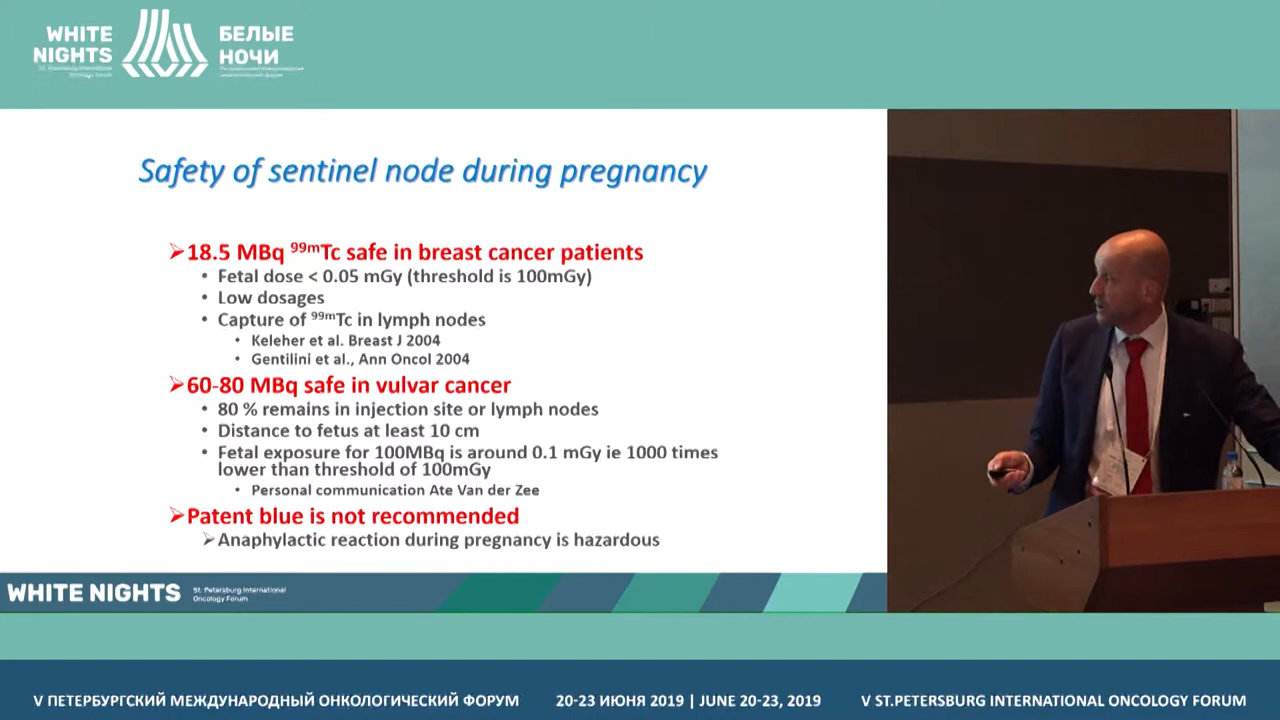 WHITE
NIGHTS
St. Petersburg International
Oncology Forum
БЕЛЫЕ
НОЧИ
Safety of sentinel node during pregnancy
➢18.5 MBq ⁹⁹ᵐTc safe in breast cancer patients
• Fetal dose < 0.05 mGy (threshold is 100mGy)
• Low dosages
• Capture of ⁹⁹ᵐTc in lymph nodes
• Keleher et al. Breast J 2004
• Gentilini et al., Ann Oncol 2004
➢60-80 MBq safe in vulvar cancer
• 80 % remains in injection site or lymph nodes
• Distance to fetus at least 10 cm
• Fetal exposure for 100MBq is around 0.1 mGy ie 1000 times
lower than threshold of 100mGy
• Personal communication Ate Van der Zee
➢Patent blue is not recommended
➢Anaphylactic reaction during pregnancy is hazardous
WHITE NIGHTS
St. Petersburg International
Oncology Forum
V ПЕТЕРБУРГСКИЙ МЕЖДУНАРОДНЫЙ ОНКОЛОГИЧЕСКИЙ ФОРУМ
20-23 ИЮНЯ 2019 | JUNE 20-23, 2019
V ST.PETERSBURG INTERNATIONAL ONCOLOGY FORUM